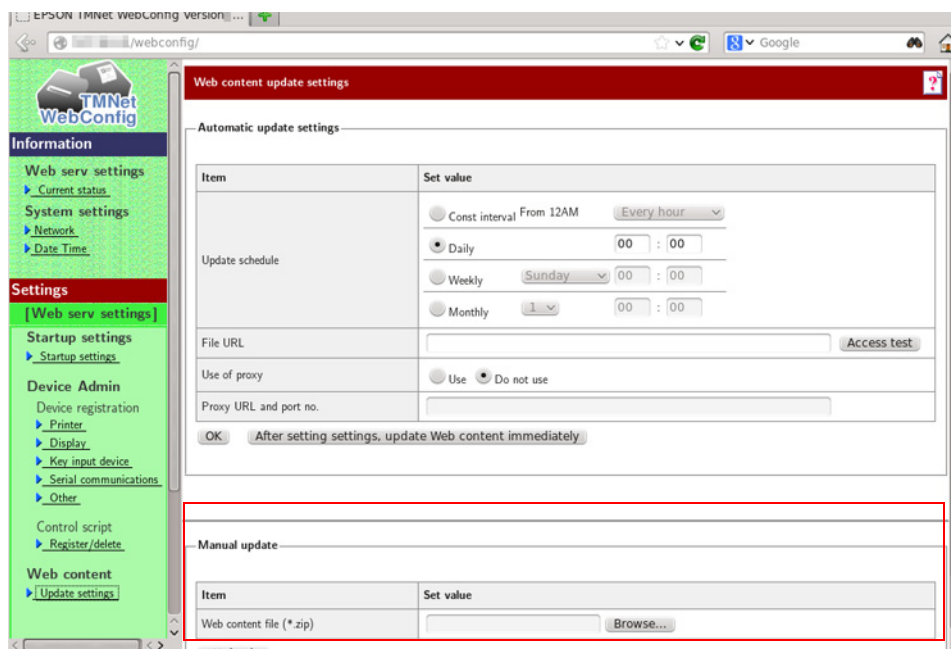 EPSON TMNet WebConfig Version ...
/webconfig/
Google
TMNet
WebConfig
Information
Web serv settings
Current status
System settings
Network
Date Time
Settings
[Web serv settings]
Startup settings
Startup settings
Device Admin
Device registration
Printer
Display
Key input device
Serial communications
Other
Control script
Register/delete
Web content
Update settings
Web content update settings
?
Automatic update settings
Item Set value
Update schedule
Const interval From 12AM Every hour
Daily 00 : 00
Weekly Sunday 00 : 00
Monthly 1 00 : 00
File URL Access test
Use of proxy Use Do not use
Proxy URL and port no.
OK After setting settings, update Web content immediately
Manual update
Item Set value
Web content file (*.zip) Browse...